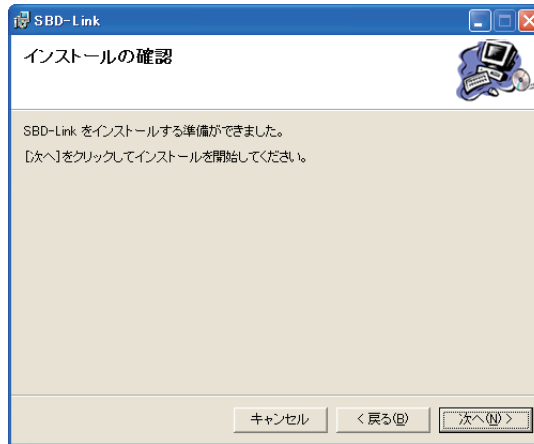 SBD-Link
インストールの確認
SBD-Link をインストールする準備ができました。
[次へ]をクリックしてインストールを開始してください。
キャンセル
< 戻る(B)
次へ(N) >